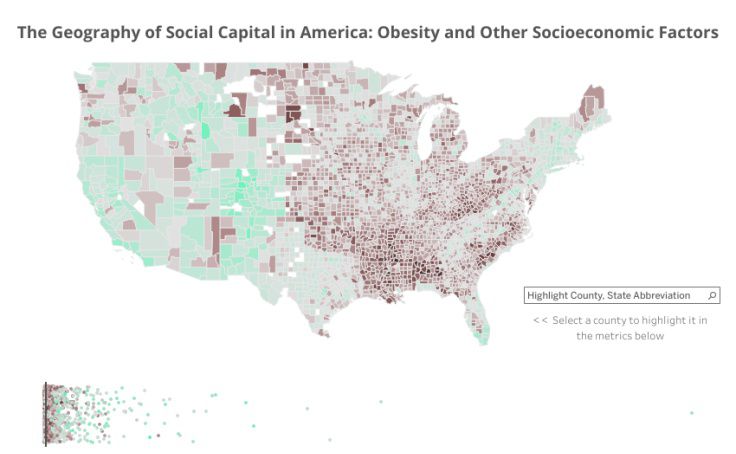 The Geography of Social Capital in America: Obesity and Other Socioeconomic Factors
Highlight County, State Abbreviation
<< Select a county to highlight it in
the metrics below